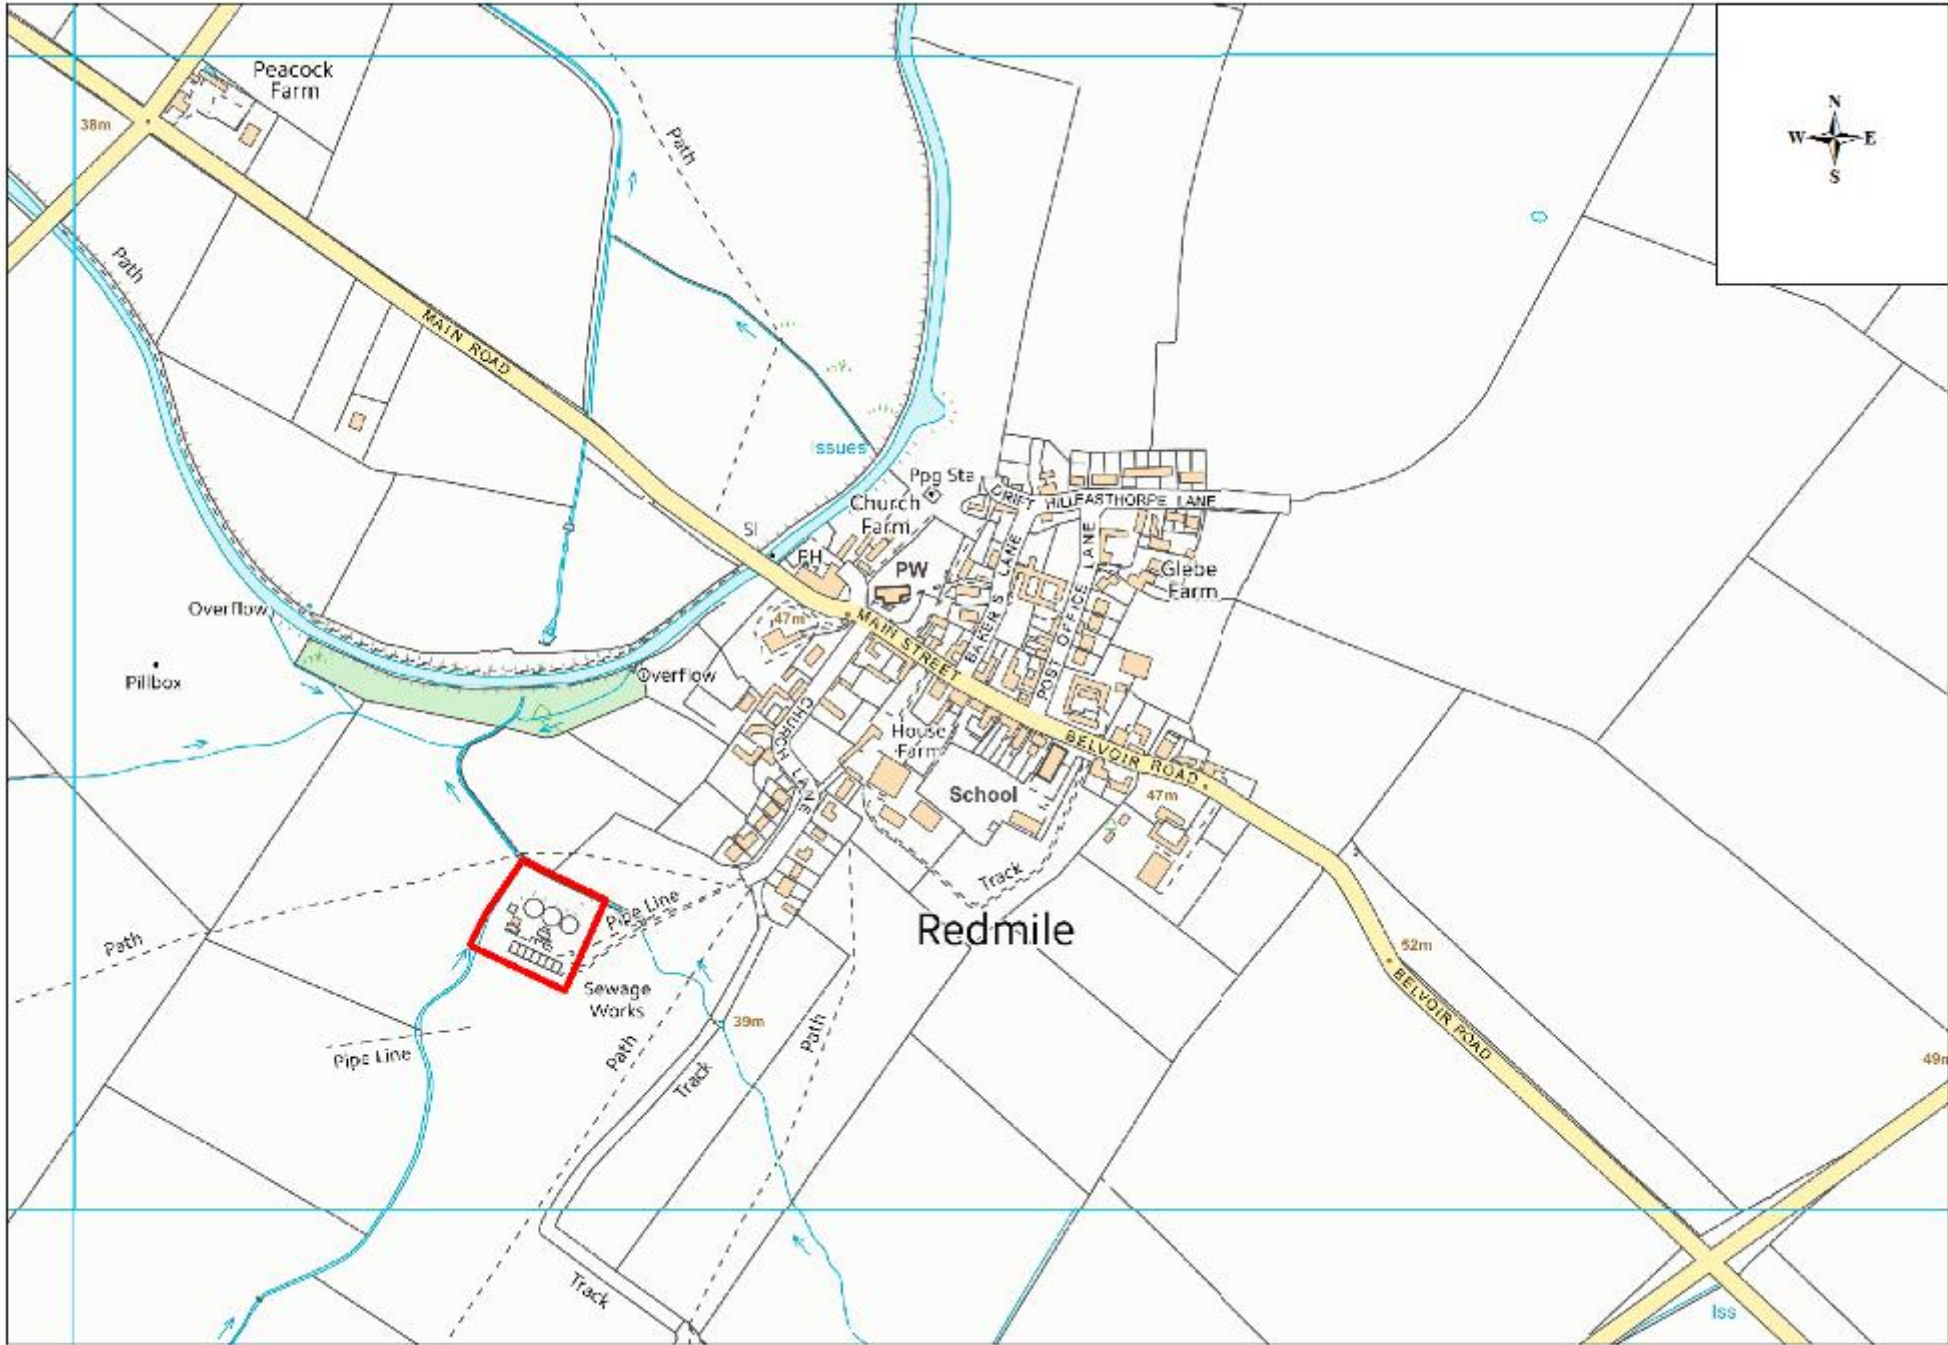 Peacock
Farm
N
W E
S
38m
Path
Path
MAIN ROAD
Issues
Ppg Sta
Church
Farm
DRIFT HILL
EASTHORPE LANE
Sl
PH
PW
BAKER'S LANE
POST OFFICE LANE
Glebe
Farm
Overflow
47m
MAIN STREET
Pillbox
Overflow
CHURCH LANE
House
Farm
BELVOIR ROAD
School
47m
Track
Pipe Line
Redmile
Path
52m
Sewage
Works
BELVOIR ROAD
39m
Pipe Line
Path
Path
Track
49m
Track
Iss